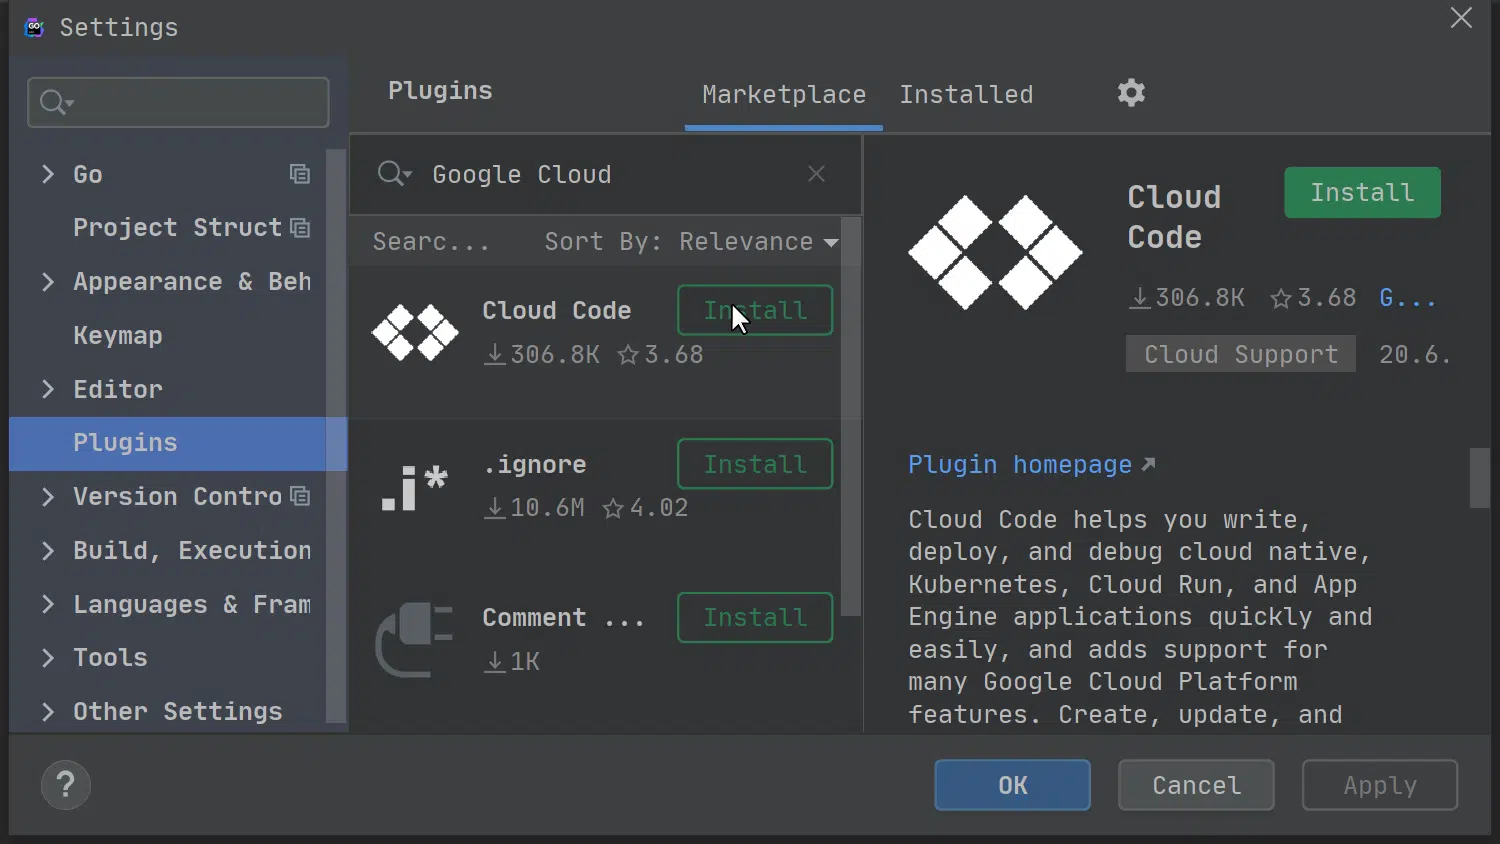 GO
Settings
Plugins
Marketplace
Installed
Go
Project Struct
Appearance & Beh
Keymap
Editor
Plugins
Version Contro
Build, Execution
Languages & Fram
Tools
Other Settings
Google Cloud
Searc...
Sort By: Relevance
Cloud Code
Install
306.8K
3.68
.i*
.ignore
Install
10.6M
4.02
Comment ...
Install
1K
Cloud
Code
Install
306.8K
3.68
G...
Cloud Support
20.6.
Plugin homepage
Cloud Code helps you write,
deploy, and debug cloud native,
Kubernetes, Cloud Run, and App
Engine applications quickly and
easily, and adds support for
many Google Cloud Platform
features. Create, update, and
?
OK
Cancel
Apply